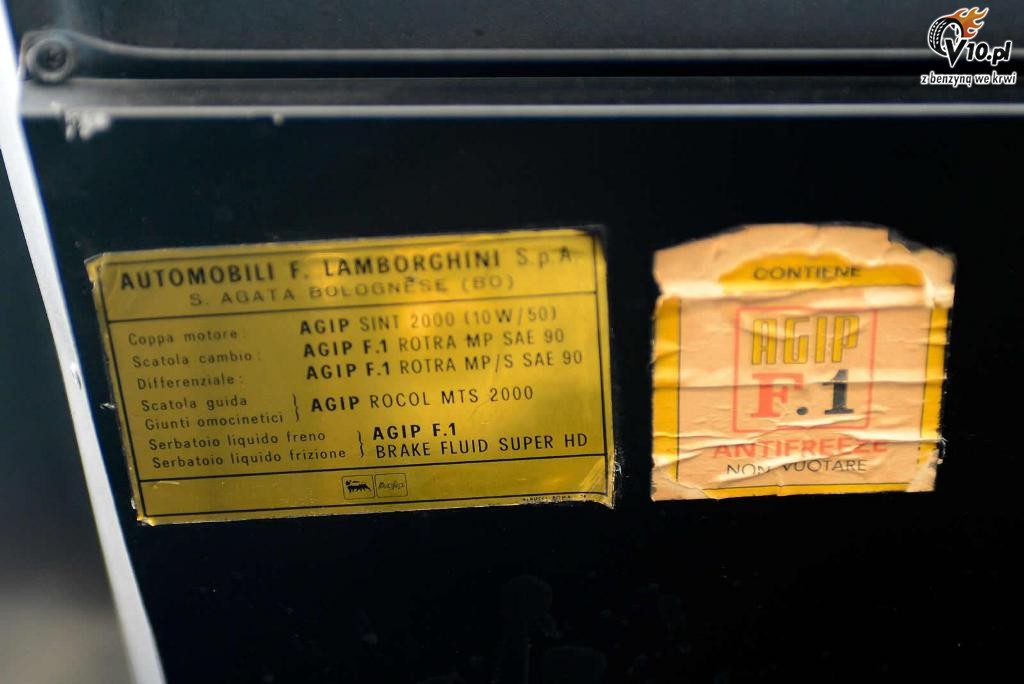 V10.pl
z benzyną we krwi
AUTOMOBILI F. LAMBORGHINI S.p.A.
S. AGATA BOLOGNESE (BO)
Coppa motore: AGIP SINT 2000 (10 W/50)
Scatola cambio: AGIP F.1 ROTRA MP SAE 90
Differenziale: AGIP F.1 ROTRA MP/S SAE 90
Scatola guida
Giunti omocinetici } AGIP ROCOL MTS 2000
Serbatoio liquido freno } AGIP F.1
Serbatoio liquido frizione } BRAKE FLUID SUPER HD
CONTIENE
AGIP
F.1
ANTIFREEZE
NON VUOTARE